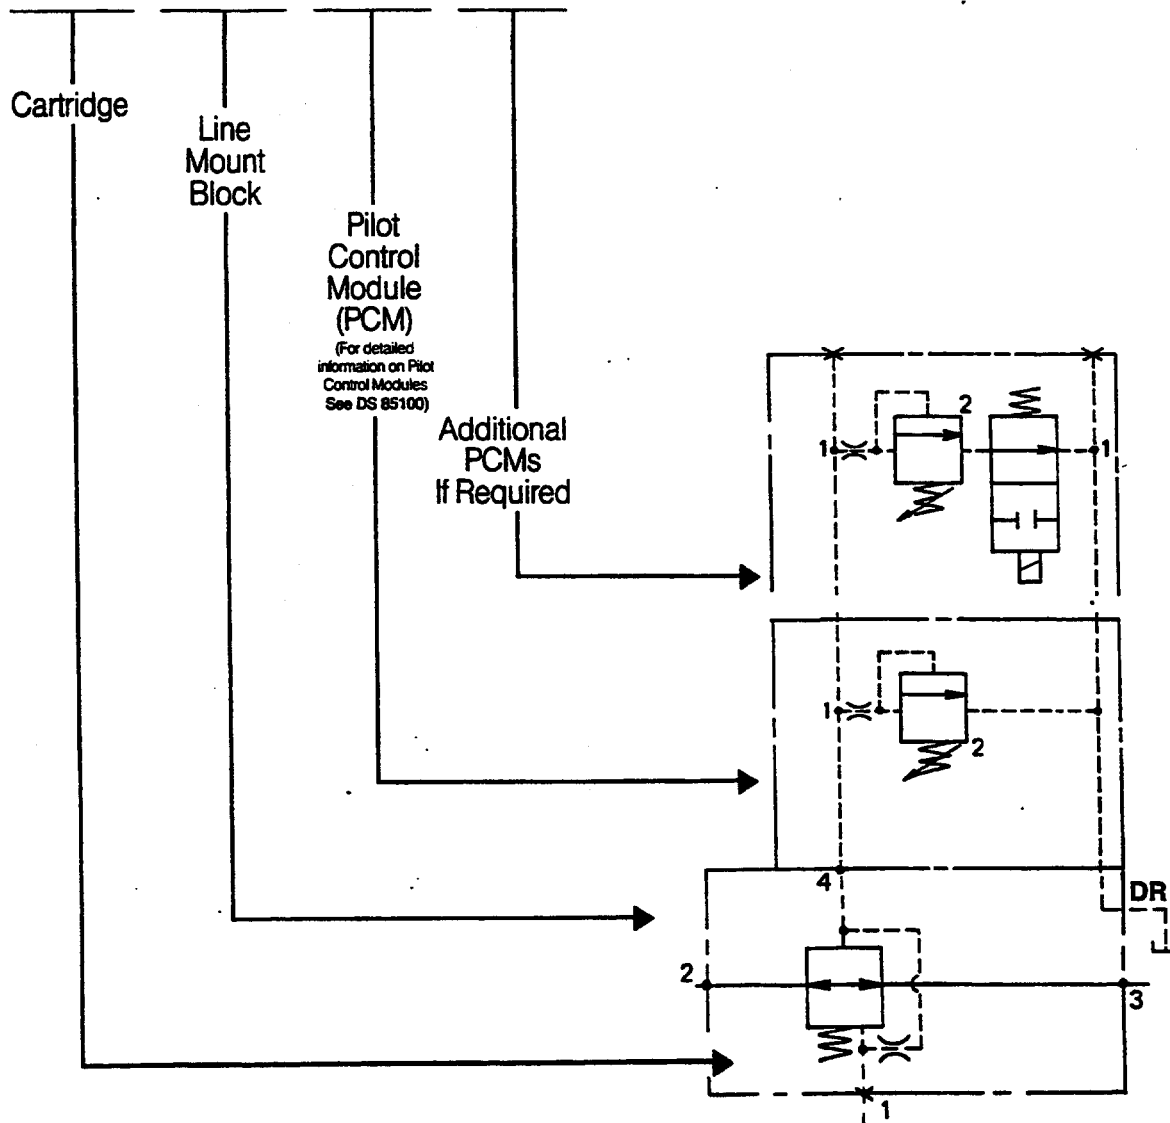 Cartridge
Line
Mount
Block
Pilot
Control
Module
(PCM)
(For detailed
information on Pilot
Control Modules
See DS 85100)
Additional
PCMs
If Required
2
1
1
1
2
4
DR
2
3
1